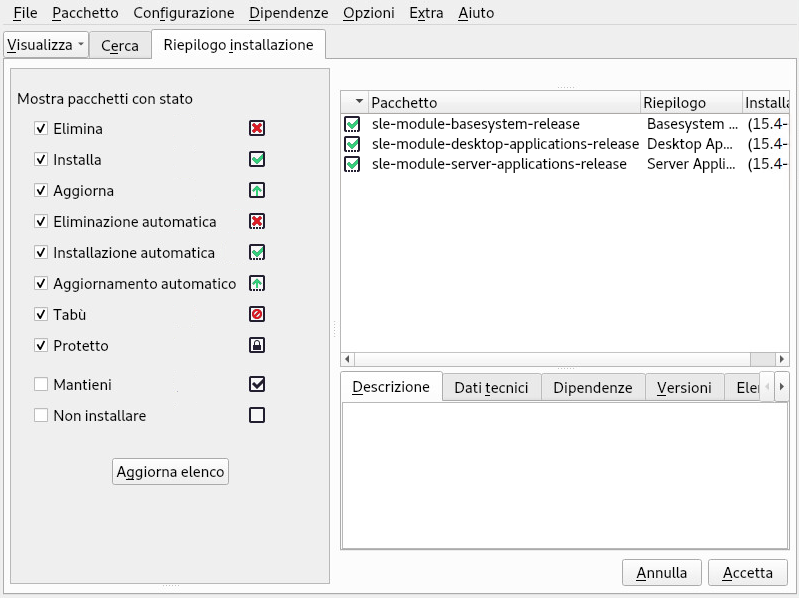 File Pacchetto Configurazione Dipendenze Opzioni Extra Aiuto
Visualizza Cerca Riepilogo installazione
Mostra pacchetti con stato
Elimina
Installa
Aggiorna
Eliminazione automatica
Installazione automatica
Aggiornamento automatico
Tabù
Protetto
Mantieni
Non installare
Aggiorna elenco
Pacchetto Riepilogo Installa
sle-module-basesystem-release Basesystem ... (15.4-
sle-module-desktop-applications-release Desktop Ap... (15.4-
sle-module-server-applications-release Server Appli... (15.4-
Descrizione Dati tecnici Dipendenze Versioni Ele
Annulla Accetta